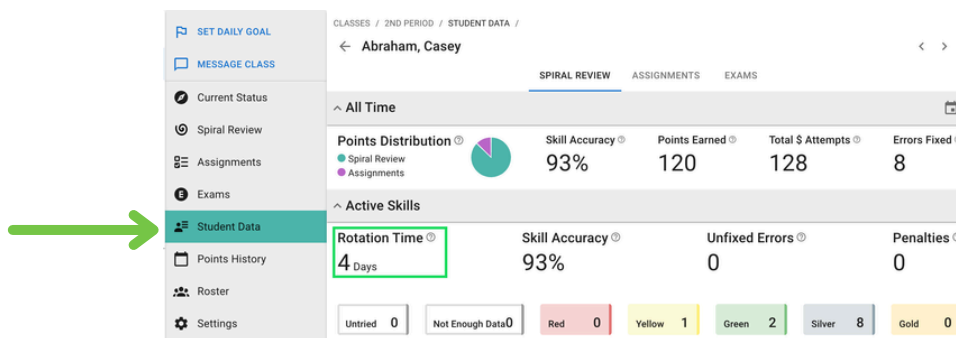 SET DAILY GOAL
MESSAGE CLASS
Current Status
Spiral Review
Assignments
Exams
Student Data
Points History
Roster
Settings
CLASSES / 2ND PERIOD / STUDENT DATA /
Abraham, Casey
SPIRAL REVIEW ASSIGNMENTS EXAMS
All Time
Points Distribution Skill Accuracy Points Earned Total $ Attempts Errors Fixed
Spiral Review
Assignments
93% 120 128 8
Active Skills
Rotation Time Skill Accuracy Unfixed Errors Penalties
4 Days 93% 0 0
Untried 0 Not Enough Data 0 Red 0 Yellow 1 Green 2 Silver 8 Gold 0